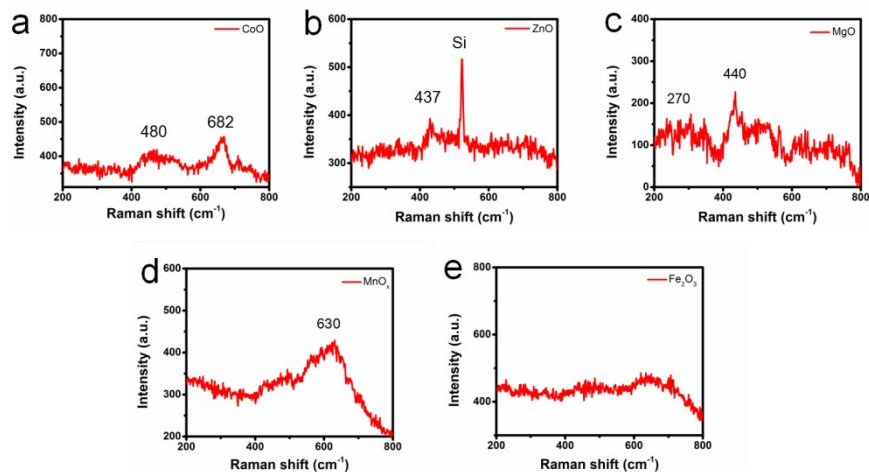 a
CoO
800
700
600
500
400
300
480
682
200 400 600 800
Intensity (a.u.)
Raman shift (cm⁻¹)
b
ZnO
Si
437
600
500
400
300
200 400 600 800
Intensity (a.u.)
Raman shift (cm⁻¹)
c
MgO
270
440
400
300
200
100
0
200 400 600 800
Intensity (a.u.)
Raman shift (cm⁻¹)
d
MnOₓ
630
600
500
400
300
200
200 400 600 800
Intensity (a.u.)
Raman shift (cm⁻¹)
e
Fe₂O₃
800
600
400
200 400 600 800
Intensity (a.u.)
Raman shift (cm⁻¹)